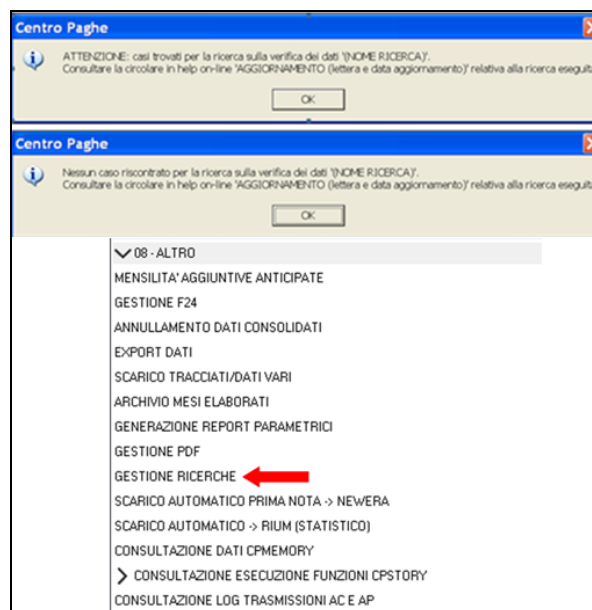 Centro Paghe
ATTENZIONE: casi trovati per la ricerca sulla verifica dei dati '(NOME RICERCA)'.
Consultare la circolare in help on-line 'AGGIORNAMENTO (lettera e data aggiornamento)' relativa alla ricerca eseguita
OK
Centro Paghe
Nessun caso riscontrato per la ricerca sulla verifica dei dati '(NOME RICERCA)'.
Consultare la circolare in help on-line 'AGGIORNAMENTO (lettera e data aggiornamento)' relativa alla ricerca eseguita
OK
08 - ALTRO
MENSILITA' AGGIUNTIVE ANTICIPATE
GESTIONE F24
ANNULLAMENTO DATI CONSOLIDATI
EXPORT DATI
SCARICO TRACCIATI/DATI VARI
ARCHIVIO MESI ELABORATI
GENERAZIONE REPORT PARAMETRICI
GESTIONE PDF
GESTIONE RICERCHE
SCARICO AUTOMATICO PRIMA NOTA -> NEWERA
SCARICO AUTOMATICO -> RIUM (STATISTICO)
CONSULTAZIONE DATI CPMEMORY
CONSULTAZIONE ESECUZIONE FUNZIONI CPSTORY
CONSULTAZIONE LOG TRASMISSIONI AC E AP